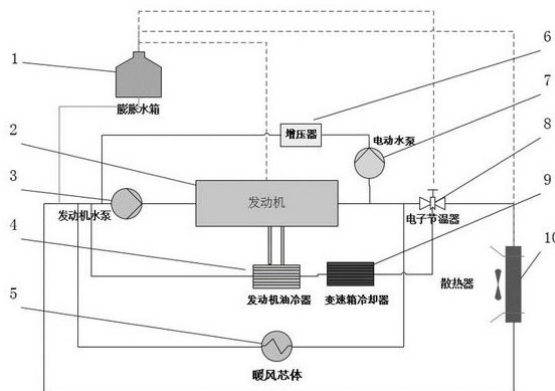 1
膨胀水箱
2
3
发动机水泵
4
5
6
增压器
电动水泵
7
8
发动机
电子节温器
9
发动机油冷器
变速箱冷却器
散热器
10
暖风芯体